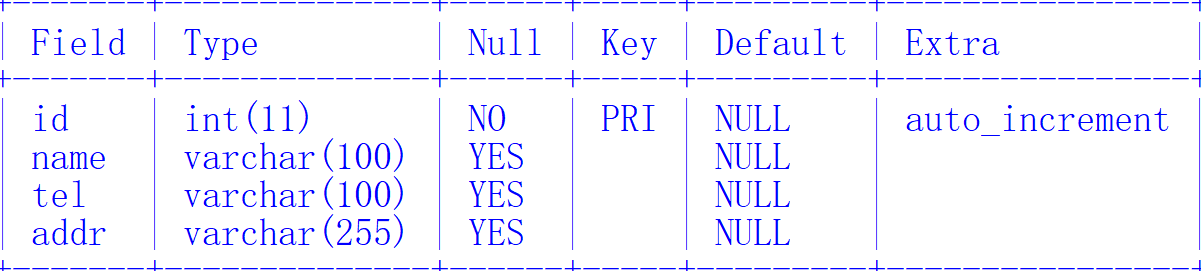 | Field | Type | Null | Key | Default | Extra |
| id | int(11) | NO | PRI | NULL | auto_increment |
| name | varchar(100) | YES | | NULL | |
| tel | varchar(100) | YES | | NULL | |
| addr | varchar(255) | YES | | NULL | |